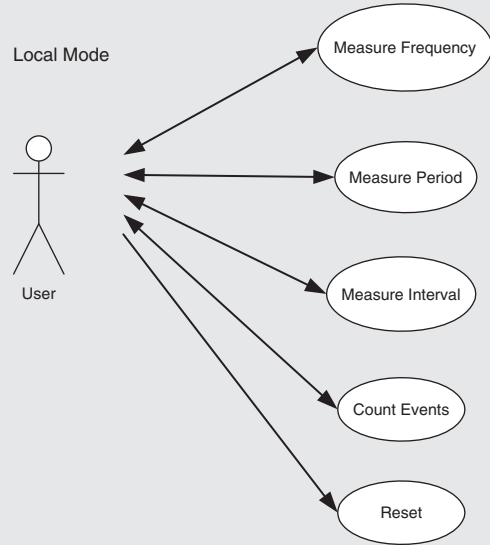 Measure Frequency
Local Mode
Measure Period
User
Measure Interval
Count Events
Reset